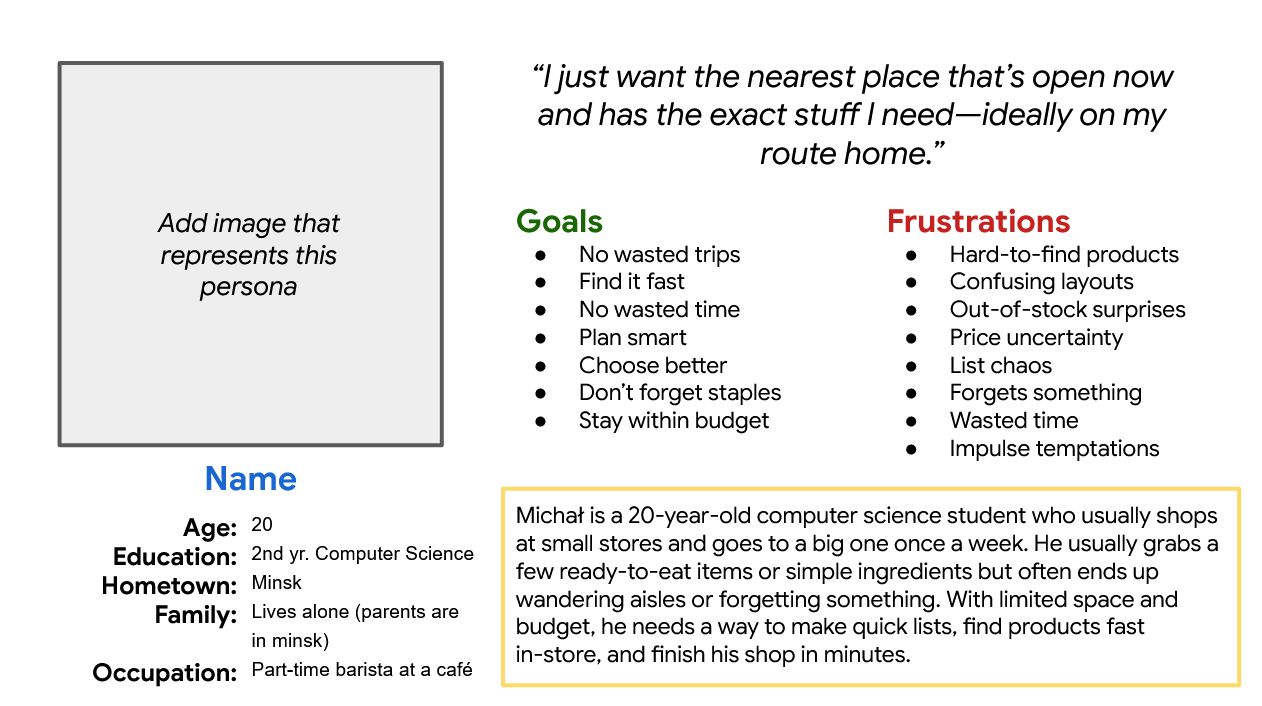 “I just want the nearest place that’s open now
and has the exact stuff I need—ideally on my
route home.”
Add image that
represents this
persona
Goals
● No wasted trips
● Find it fast
● No wasted time
● Plan smart
● Choose better
● Don’t forget staples
● Stay within budget
Frustrations
● Hard-to-find products
● Confusing layouts
● Out-of-stock surprises
● Price uncertainty
● List chaos
● Forgets something
● Wasted time
● Impulse temptations
Name
Age: 20
Education: 2nd yr. Computer Science
Hometown: Minsk
Family: Lives alone (parents are
in minsk)
Occupation: Part-time barista at a café
Michał is a 20-year-old computer science student who usually shops
at small stores and goes to a big one once a week. He usually grabs a
few ready-to-eat items or simple ingredients but often ends up
wandering aisles or forgetting something. With limited space and
budget, he needs a way to make quick lists, find products fast
in-store, and finish his shop in minutes.